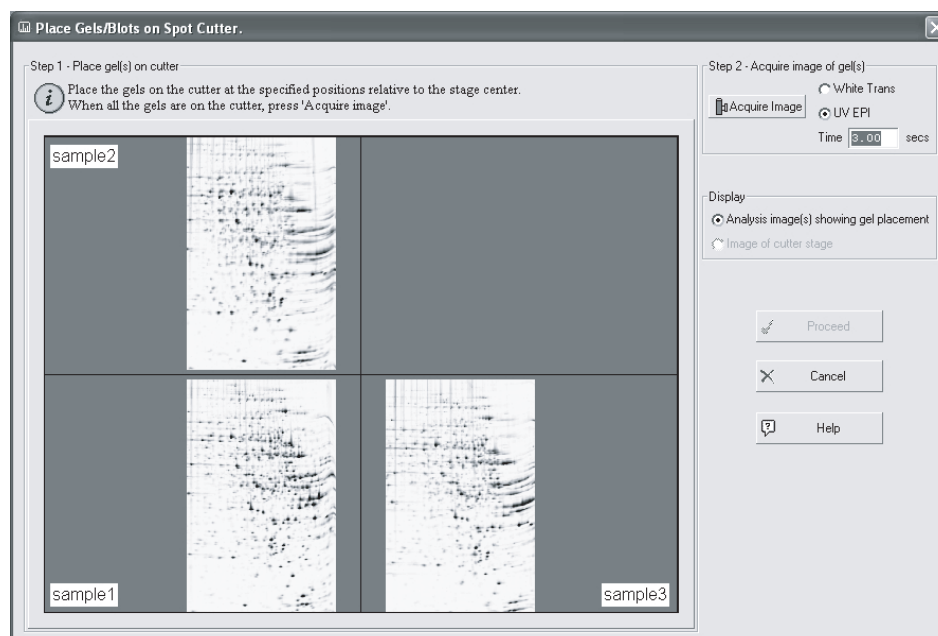 Place Gels/Blots on Spot Cutter.
Step 1 - Place gel(s) on cutter
Place the gels on the cutter at the specified positions relative to the stage center.
When all the gels are on the cutter, press 'Acquire image'.
sample2
sample1
sample3
Step 2 - Acquire image of gel(s)
Acquire Image
White Trans
UV EPI
Time 3.00 secs
Display
Analysis image(s) showing gel placement
Image of cutter stage
Proceed
Cancel
Help